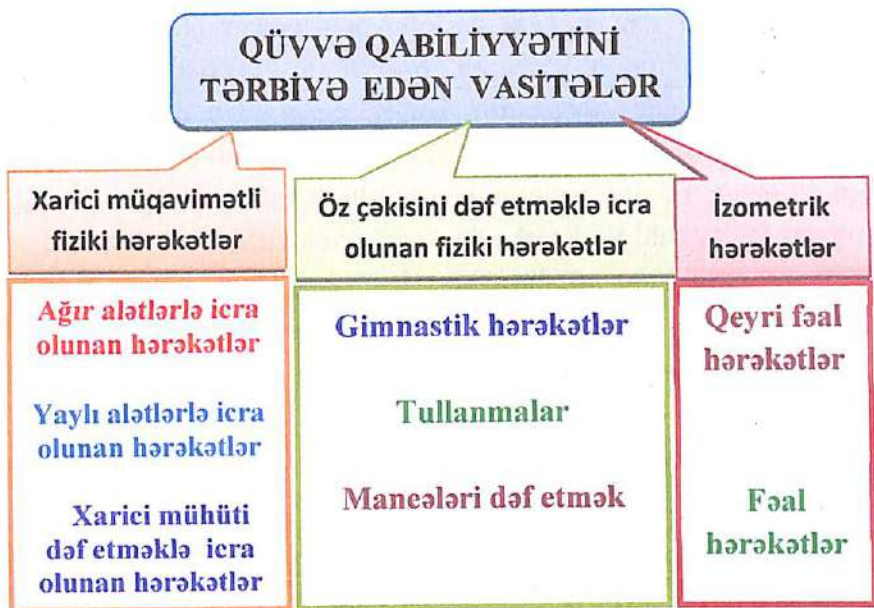 QÜVVƏ QABİLİYYƏTİNİ
TƏRBİYƏ EDƏN VASİTƏLƏR
Xarici müqavimətli
fiziki hərəkətlər
Öz çəkisini dəf etməklə icra
olunan fiziki hərəkətlər
İzometrik
hərəkətlər
Ağır alətlərlə icra
olunan hərəkətlər
Yaylı alətlərlə icra
olunan hərəkətlər
Xarici mühüti
dəf etməklə icra
olunan hərəkətlər
Gimnastik hərəkətlər
Tullanmalar
Maneələri dəf etmək
Qeyri fəal
hərəkətlər
Fəal
hərəkətlər